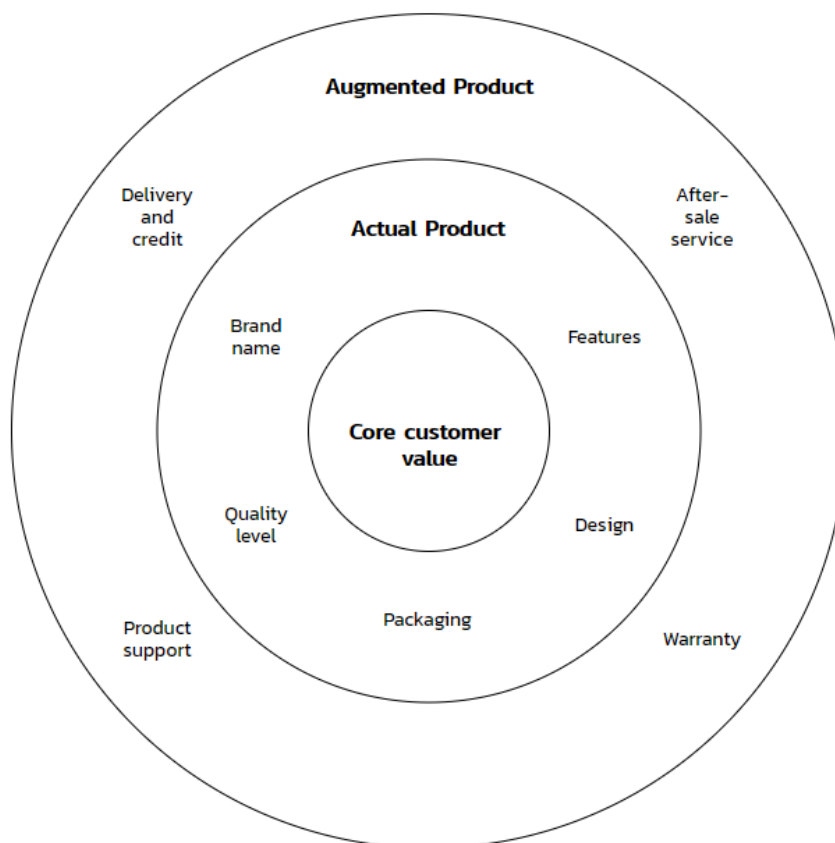 Augmented Product
Delivery
and
credit
After-
sale
service
Actual Product
Brand
name
Features
Core customer
value
Quality
level
Design
Packaging
Product
support
Warranty